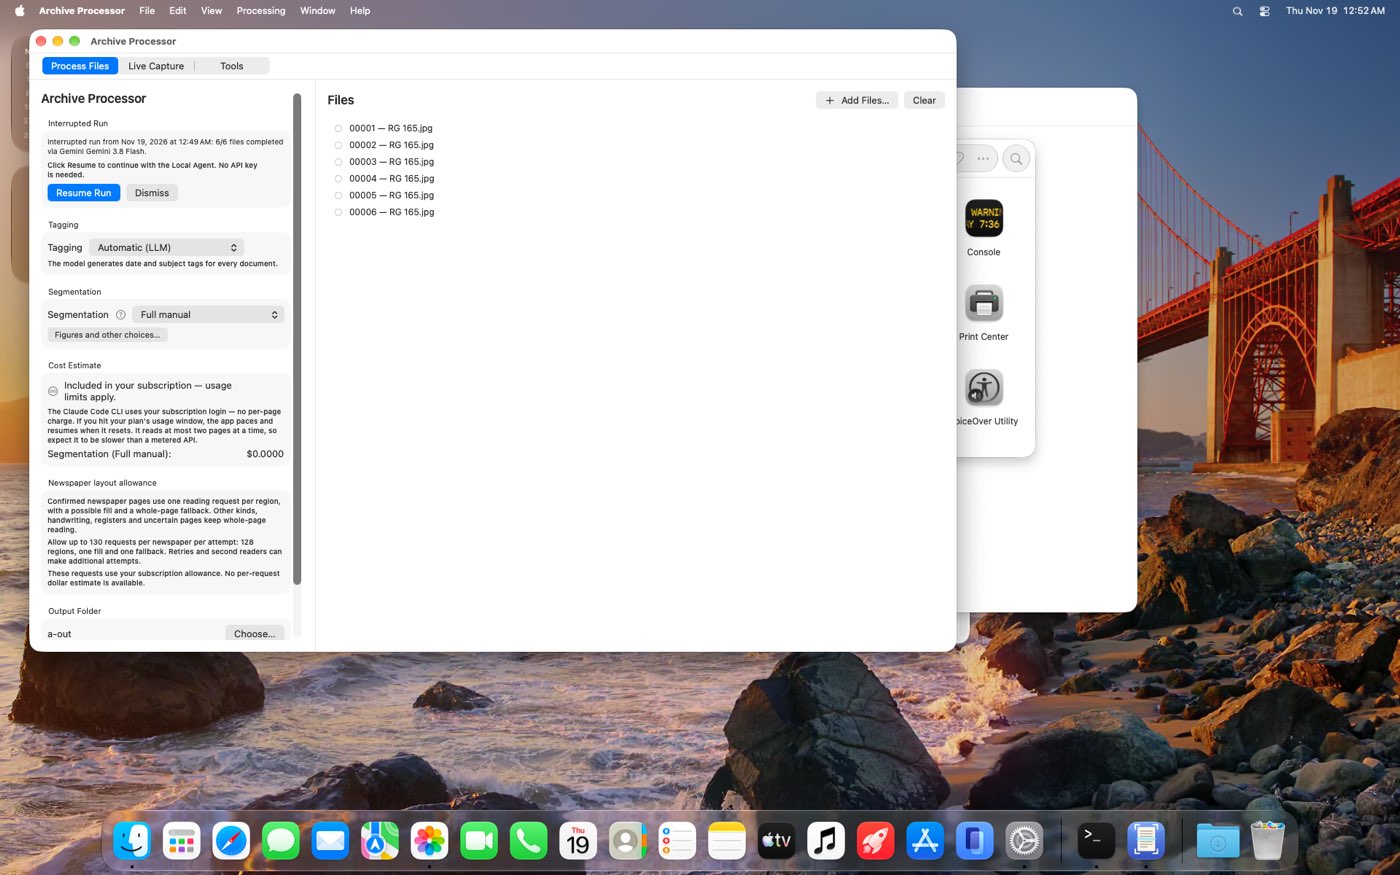 Archive Processor File Edit View Processing Window Help
Thu Nov 19 12:52 AM
Archive Processor
Process Files Live Capture Tools
Archive Processor
Interrupted Run
Interrupted run from Nov 19, 2026 at 12:49 AM: 6/6 files completed
via Gemini Gemini 3.8 Flash.
Click Resume to continue with the Local Agent. No API key
is needed.
Resume Run Dismiss
Tagging
Tagging Automatic (LLM)
The model generates date and subject tags for every document.
Segmentation
Segmentation ? Full manual
Figures and other choices...
Cost Estimate
Included in your subscription — usage
limits apply.
The Claude Code CLI uses your subscription login — no per-page
charge. If you hit your plan's usage window, the app paces and
resumes when it resets. It reads at most two pages at a time, so
expect it to be slower than a metered API.
Segmentation (Full manual): $0.0000
Newspaper layout allowance
Confirmed newspaper pages use one reading request per region,
with a possible fill and a whole-page fallback. Other kinds,
handwriting, registers and uncertain pages keep whole-page
reading.
Allow up to 130 requests per newspaper per attempt: 128
regions, one fill and one fallback. Retries and second readers can
make additional attempts.
These requests use your subscription allowance. No per-request
dollar estimate is available.
Output Folder
a-out Choose...
Files
+ Add Files... Clear
00001 — RG 165.jpg
00002 — RG 165.jpg
00003 — RG 165.jpg
00004 — RG 165.jpg
00005 — RG 165.jpg
00006 — RG 165.jpg
WARNI
Y 7:36
Console
Print Center
oiceOver Utility
Thu
19
tv
>_